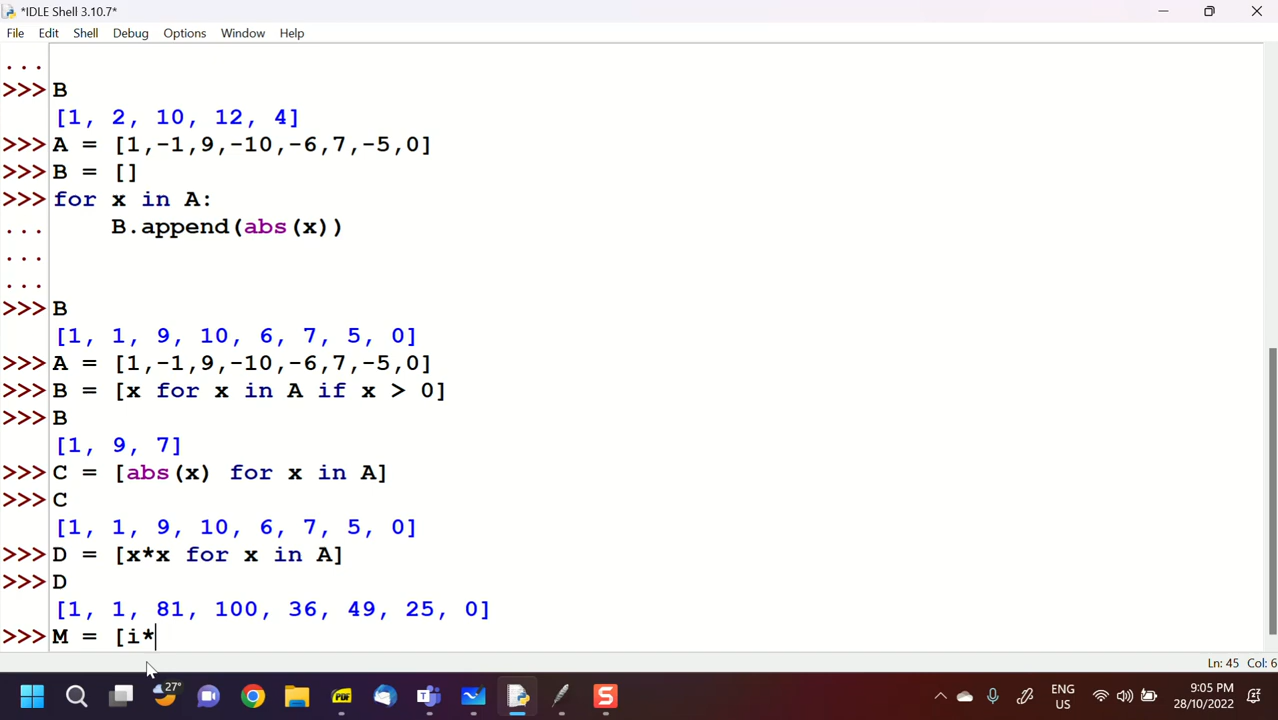 *IDLE Shell 3.10.7*
File Edit Shell Debug Options Window Help
...
>>> B
[1, 2, 10, 12, 4]
>>> A = [1,-1,9,-10,-6,7,-5,0]
>>> B = []
>>> for x in A:
... B.append(abs(x))
...
...
>>> B
[1, 1, 9, 10, 6, 7, 5, 0]
>>> A = [1,-1,9,-10,-6,7,-5,0]
>>> B = [x for x in A if x > 0]
>>> B
[1, 9, 7]
>>> C = [abs(x) for x in A]
>>> C
[1, 1, 9, 10, 6, 7, 5, 0]
>>> D = [x*x for x in A]
>>> D
[1, 1, 81, 100, 36, 49, 25, 0]
>>> M = [i*
Ln: 45 Col: 6
27°
PDF
S
ENG
US
9:05 PM
28/10/2022